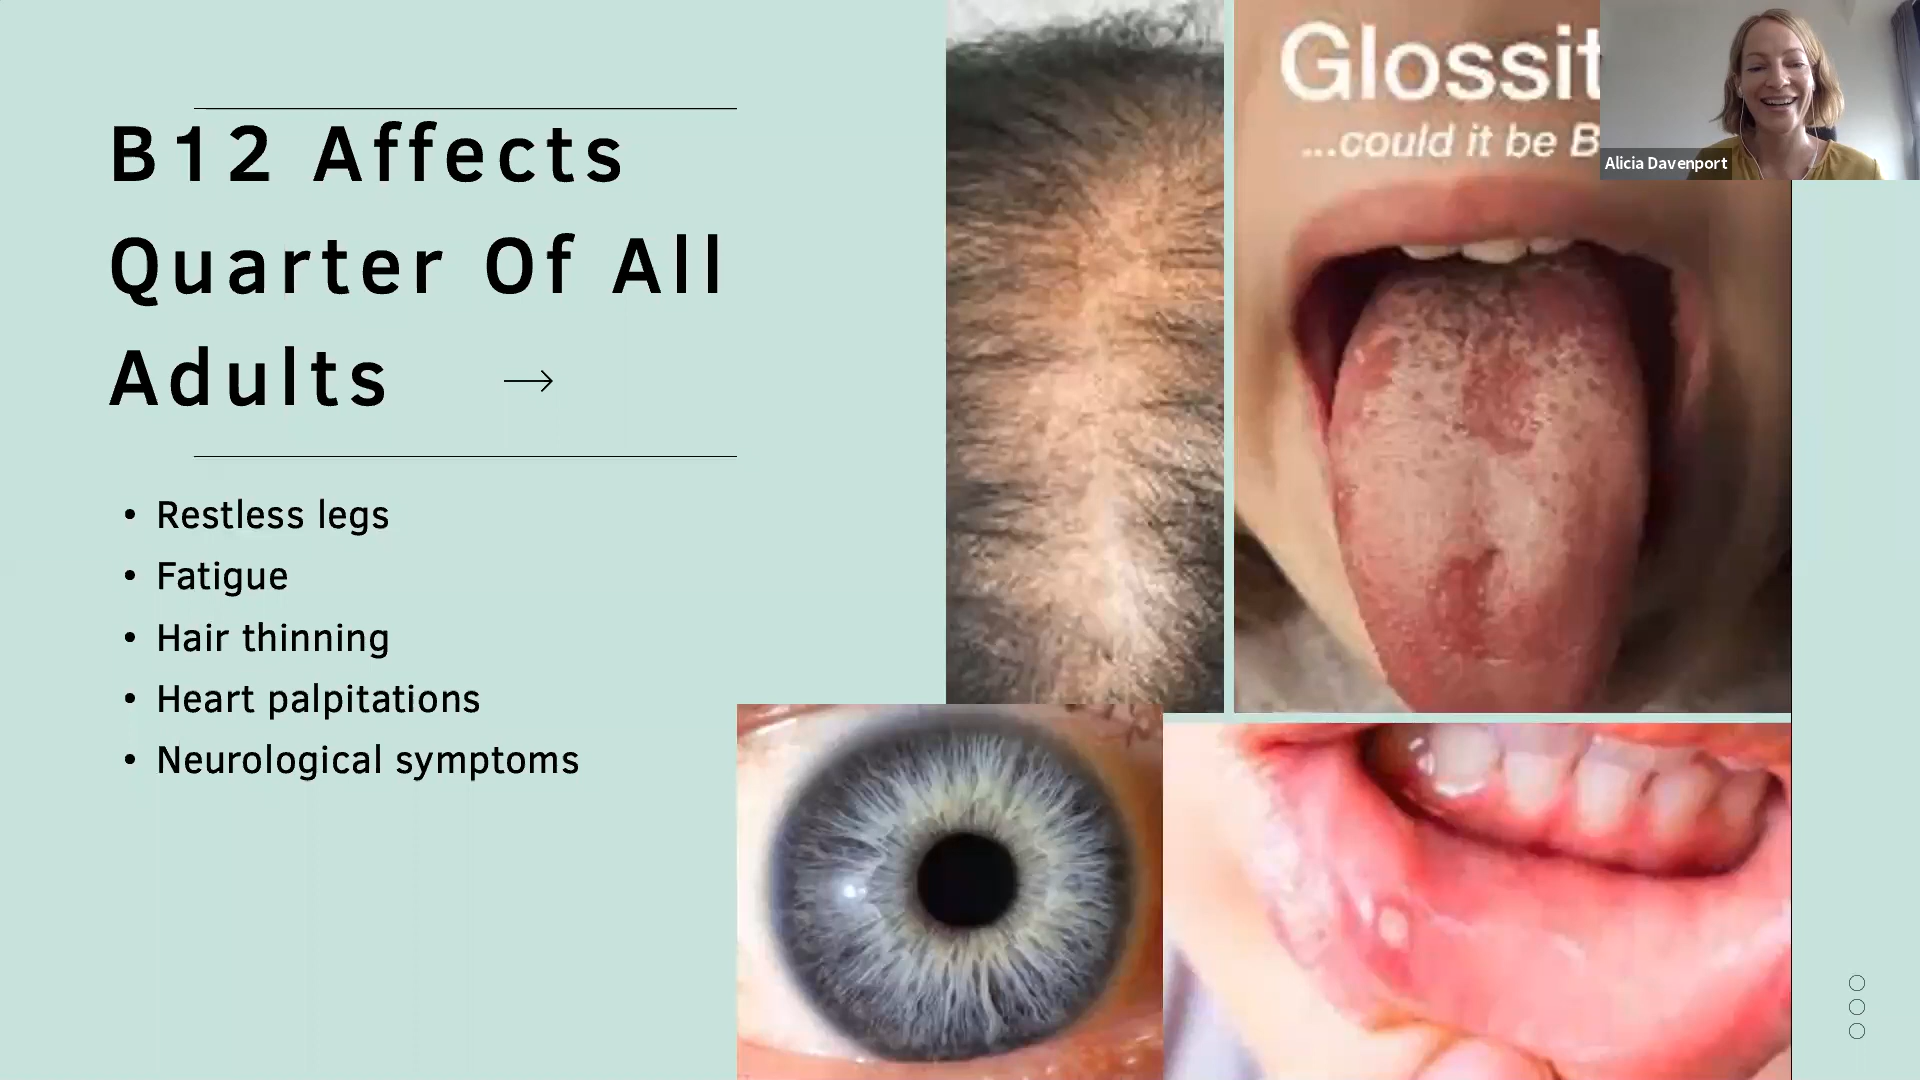 B12 Affects
Quarter Of All
Adults
• Restless legs
• Fatigue
• Hair thinning
• Heart palpitations
• Neurological symptoms
Glossit
...could it be B
Alicia Davenport